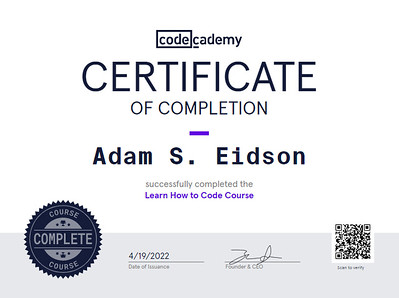 codecademy
CERTIFICATE
OF COMPLETION
Adam S. Eidson
successfully completed the
Learn How to Code Course
COURSE
COMPLETE
COURSE
4/19/2022
Date of Issuance
Founder & CEO
Scan to verify